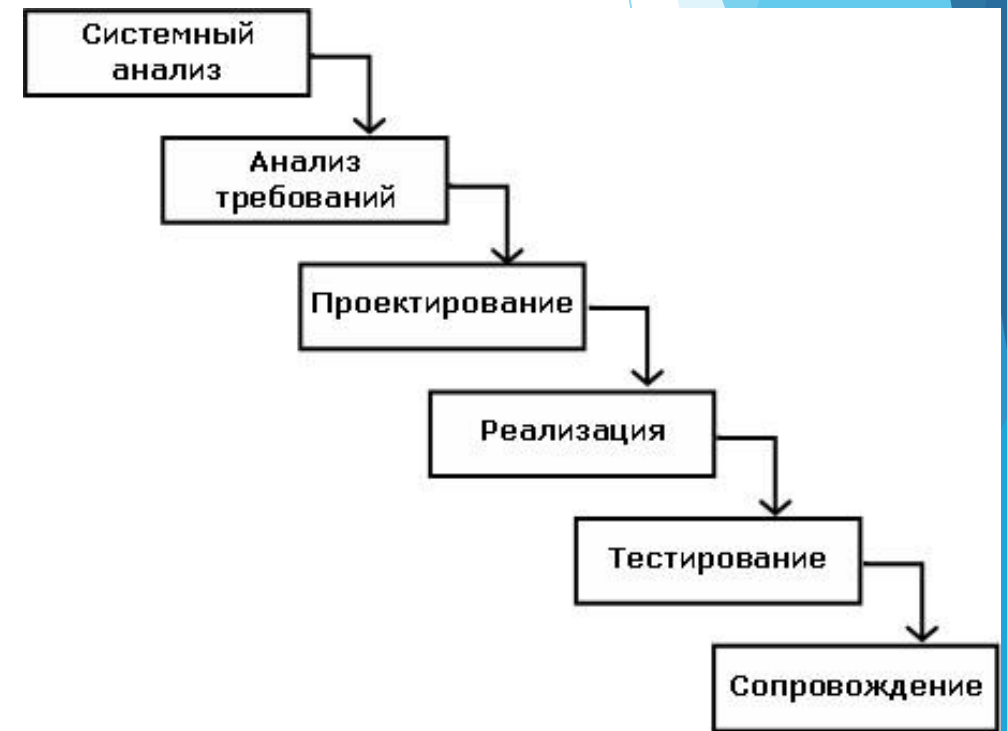 Системный
анализ
Анализ
требований
Проектирование
Реализация
Тестирование
Сопровождение